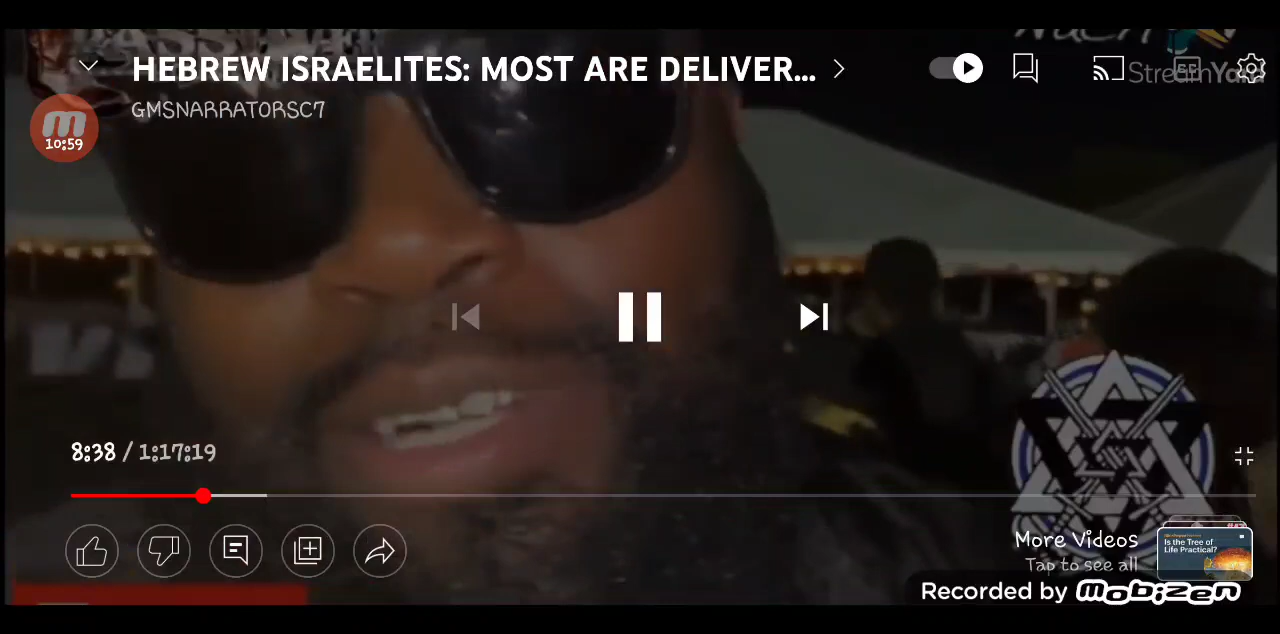 HEBREW ISRAELITES: MOST ARE DELIVER...
GMSNARRATORSC7
StreamYard
10:59
8:38 / 1:17:19
More Videos
Tap to see all
Is the Tree of
Life Practical?
Recorded by mobizen